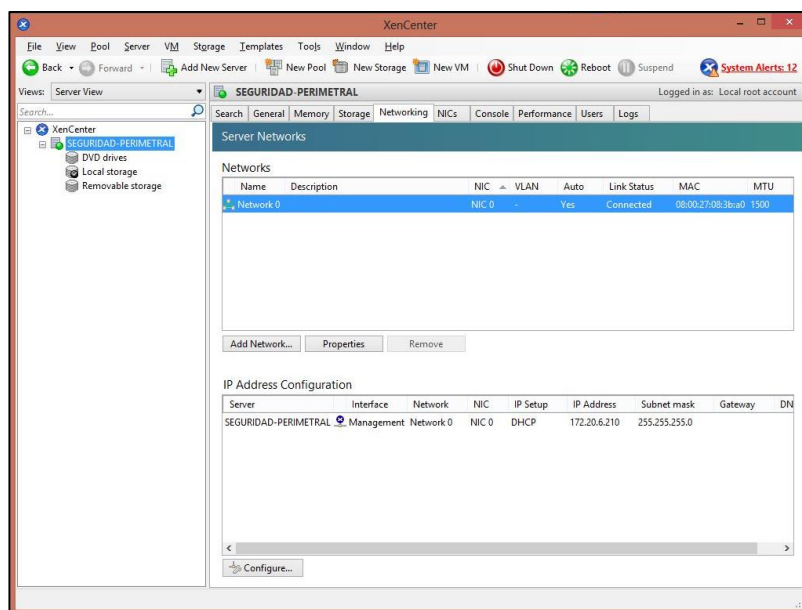 XenCenter
File View Pool Server VM Storage Templates Tools Window Help
Back Forward Add New Server New Pool New Storage New VM Shut Down Reboot Suspend System Alerts: 12
Views: Server View SEGURIDAD-PERIMETRAL Logged in as: Local root account
Search... Search General Memory Storage Networking NICs Console Performance Users Logs
XenCenter
SEGURIDAD-PERIMETRAL
DVD drives
Local storage
Removable storage
Server Networks
Networks
Name Description NIC VLAN Auto Link Status MAC MTU
Network 0 NIC 0 - Yes Connected 08:00:27:08:3b:a0 1500
Add Network... Properties Remove
IP Address Configuration
Server Interface Network NIC IP Setup IP Address Subnet mask Gateway DN
SEGURIDAD-PERIMETRAL Management Network 0 NIC 0 DHCP 172.20.6.210 255.255.255.0
Configure...